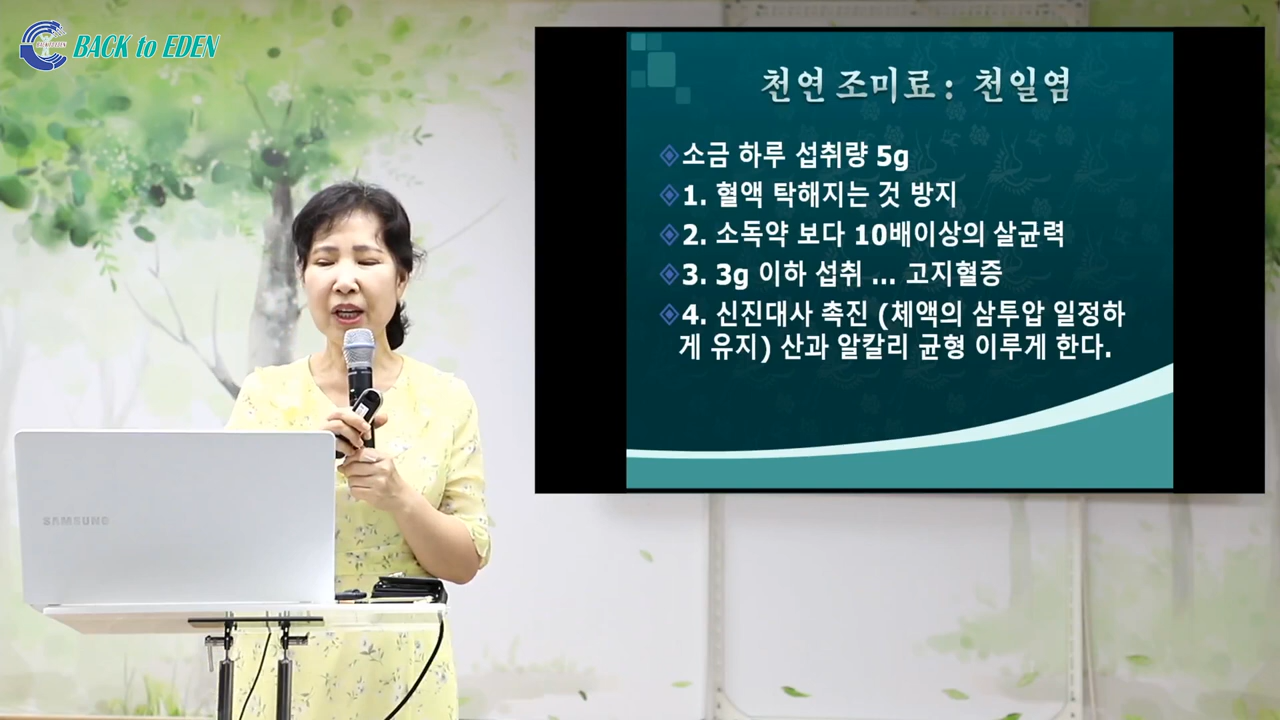 BACK to EDEN
천연 조미료 : 천일염
소금 하루 섭취량 5g
1. 혈액 탁해지는 것 방지
2. 소독약 보다 10배이상의 살균력
3. 3g 이하 섭취 ... 고지혈증
4. 신진대사 촉진 (체액의 삼투압 일정하
게 유지) 산과 알칼리 균형 이루게 한다.
SAMSUNG